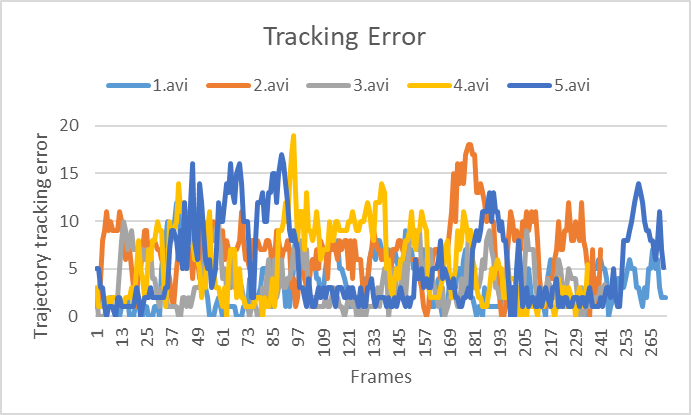 Tracking Error
1.avi 2.avi 3.avi 4.avi 5.avi
20
15
10
5
0
Trajectory tracking error
1 13 25 37 49 61 73 85 97 109 121 133 145 157 169 181 193 205 217 229 241 253 265
Frames